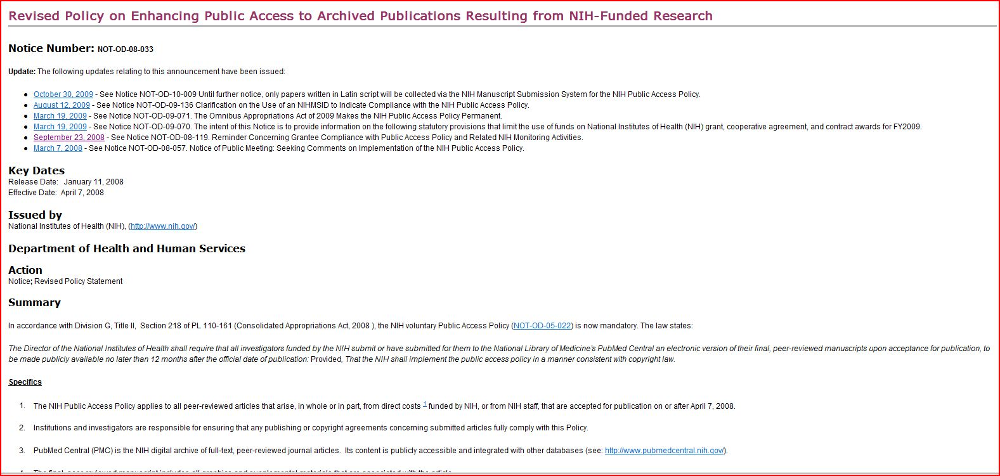 Revised Policy on Enhancing Public Access to Archived Publications Resulting from NIH-Funded Research
Notice Number: NOT-OD-08-033
Update: The following updates relating to this announcement have been issued:
• October 30, 2009 - See Notice NOT-OD-10-009 Until further notice, only papers written in Latin script will be collected via the NIH Manuscript Submission System for the NIH Public Access Policy.
• August 12, 2009 - See Notice NOT-OD-09-136 Clarification on the Use of an NIHMSID to Indicate Compliance with the NIH Public Access Policy.
• March 19, 2009 - See Notice NOT-OD-09-071. The Omnibus Appropriations Act of 2009 Makes the NIH Public Access Policy Permanent.
• March 19, 2009 - See Notice NOT-OD-09-070. The intent of this Notice is to provide information on the following statutory provisions that limit the use of funds on National Institutes of Health (NIH) grant, cooperative agreement, and contract awards for FY2009.
• September 23, 2008 - See Notice NOT-OD-08-119. Reminder Concerning Grantee Compliance with Public Access Policy and Related NIH Monitoring Activities.
• March 7, 2008 - See Notice NOT-OD-08-057. Notice of Public Meeting: Seeking Comments on Implementation of the NIH Public Access Policy.
Key Dates
Release Date: January 11, 2008
Effective Date: April 7, 2008
Issued by
National Institutes of Health (NIH), (http://www.nih.gov/)
Department of Health and Human Services
Action
Notice; Revised Policy Statement
Summary
In accordance with Division G, Title II, Section 218 of PL 110-161 (Consolidated Appropriations Act, 2008 ), the NIH voluntary Public Access Policy (NOT-OD-05-022) is now mandatory. The law states:
The Director of the National Institutes of Health shall require that all investigators funded by the NIH submit or have submitted for them to the National Library of Medicine's PubMed Central an electronic version of their final, peer-reviewed manuscripts upon acceptance for publication, to
be made publicly available no later than 12 months after the official date of publication: Provided, That the NIH shall implement the public access policy in a manner consistent with copyright law.
Specifics
1. The NIH Public Access Policy applies to all peer-reviewed articles that arise, in whole or in part, from direct costs 1 funded by NIH, or from NIH staff, that are accepted for publication on or after April 7, 2008.
2. Institutions and investigators are responsible for ensuring that any publishing or copyright agreements concerning submitted articles fully comply with this Policy.
3. PubMed Central (PMC) is the NIH digital archive of full-text, peer-reviewed journal articles. Its content is publicly accessible and integrated with other databases (see: http://www.pubmedcentral.nih.gov/).
4. The final, peer-reviewed manuscript includes all graphics and supplemental materials that are associated with the article.